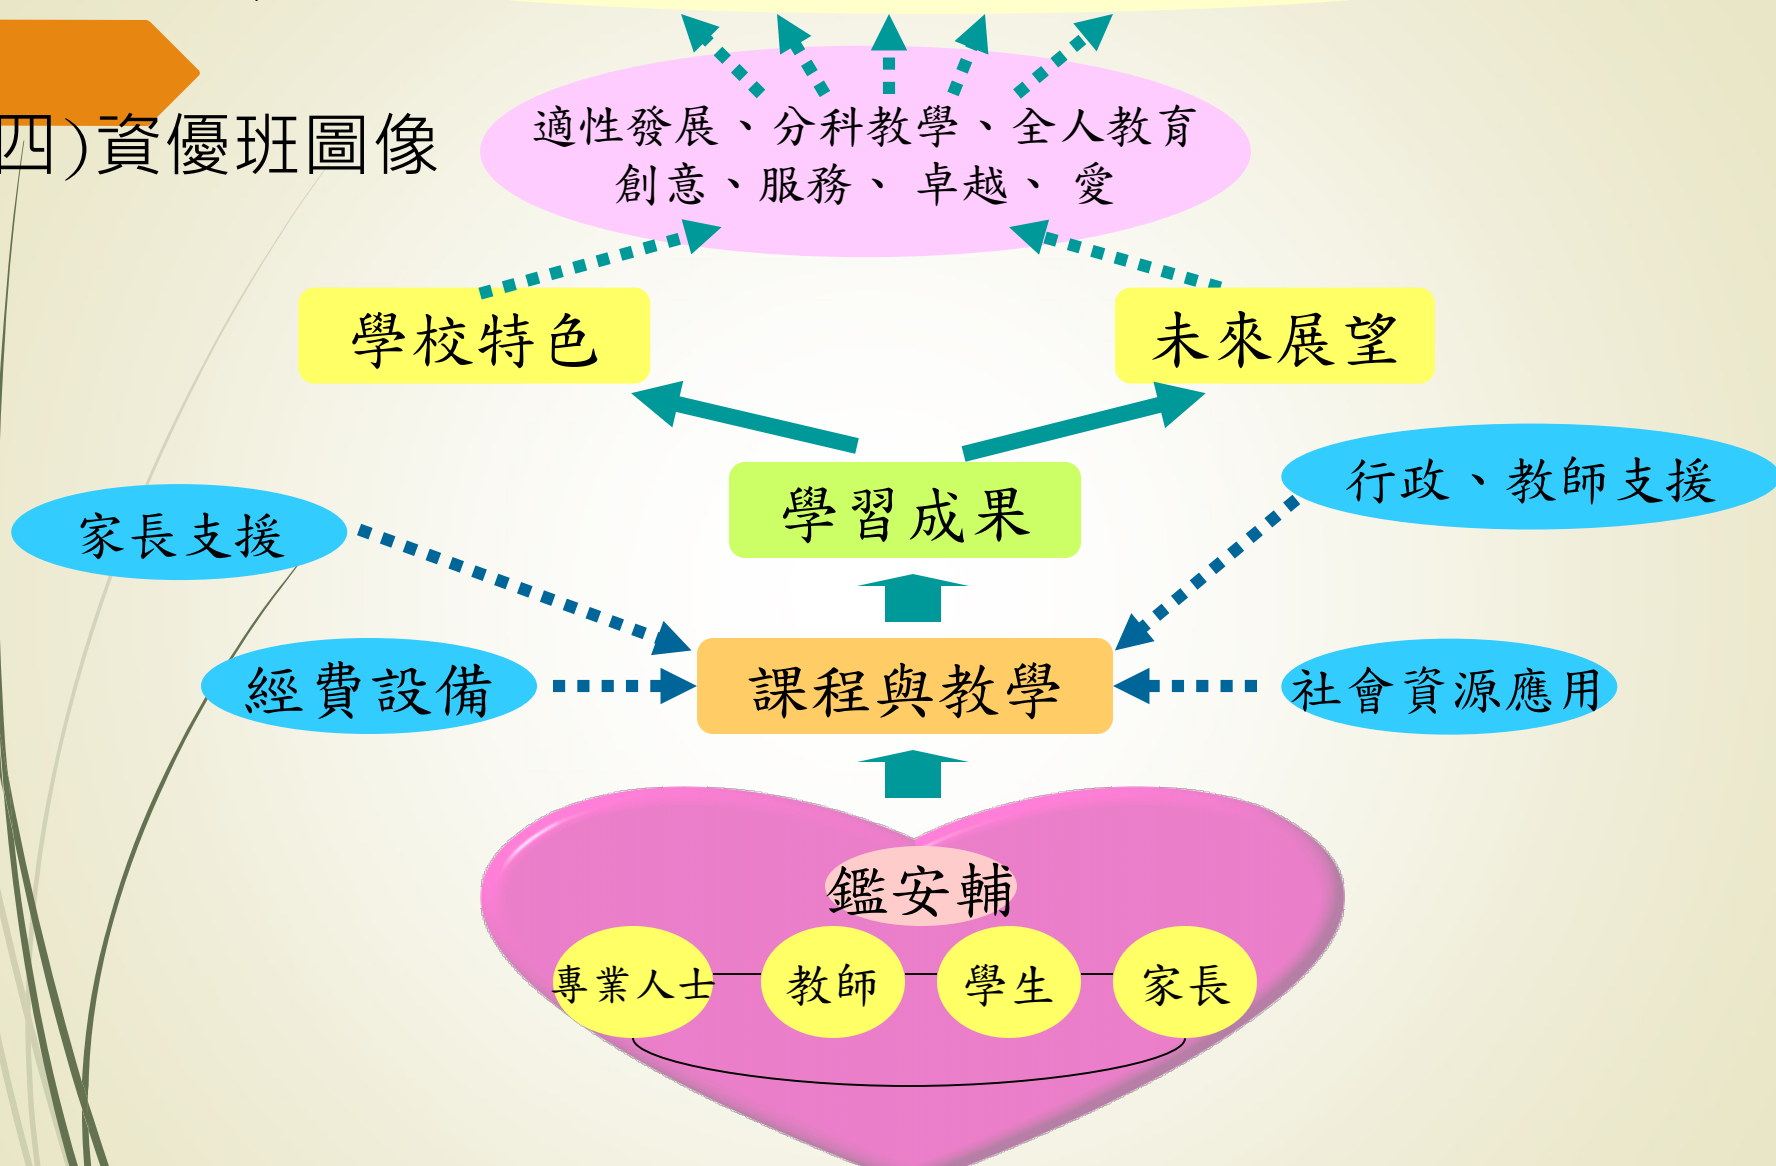 四)資優班圖像
適性發展、分科教學、全人教育
創意、服務、卓越、愛
學校特色
未來展望
學習成果
行政、教師支援
家長支援
課程與教學
經費設備
社會資源應用
鑑安輔
專業人士
教師
學生
家長